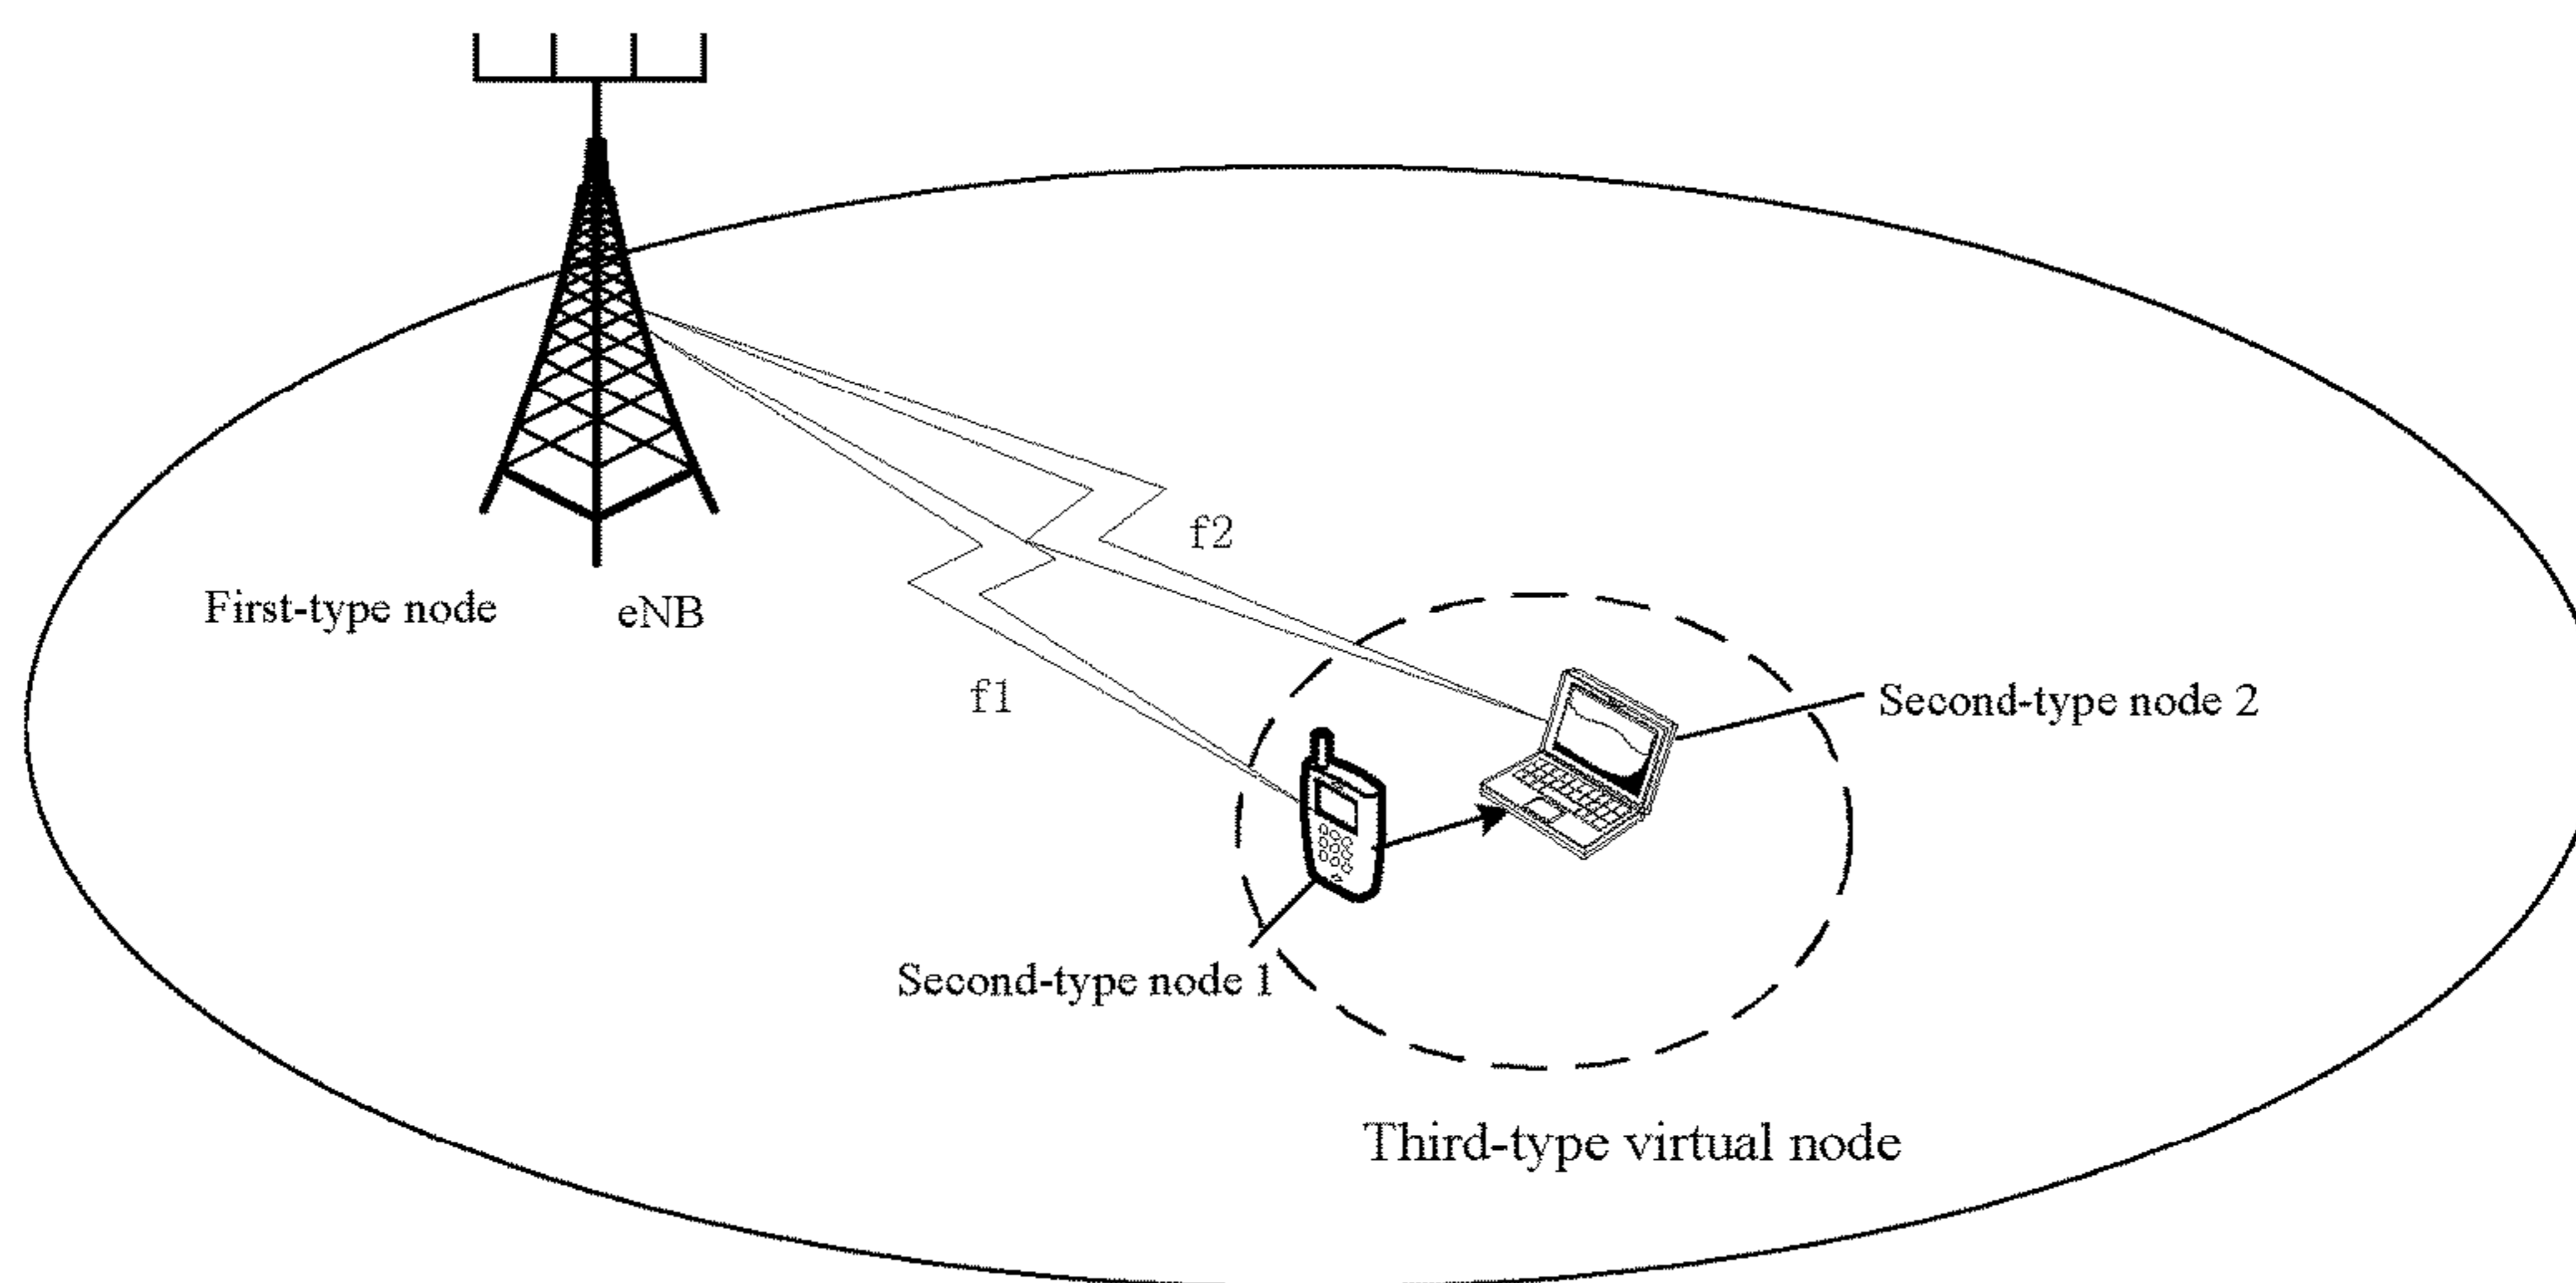 f2
First-type node eNB
f1
Second-type node 2
Second-type node 1
Third-type virtual node